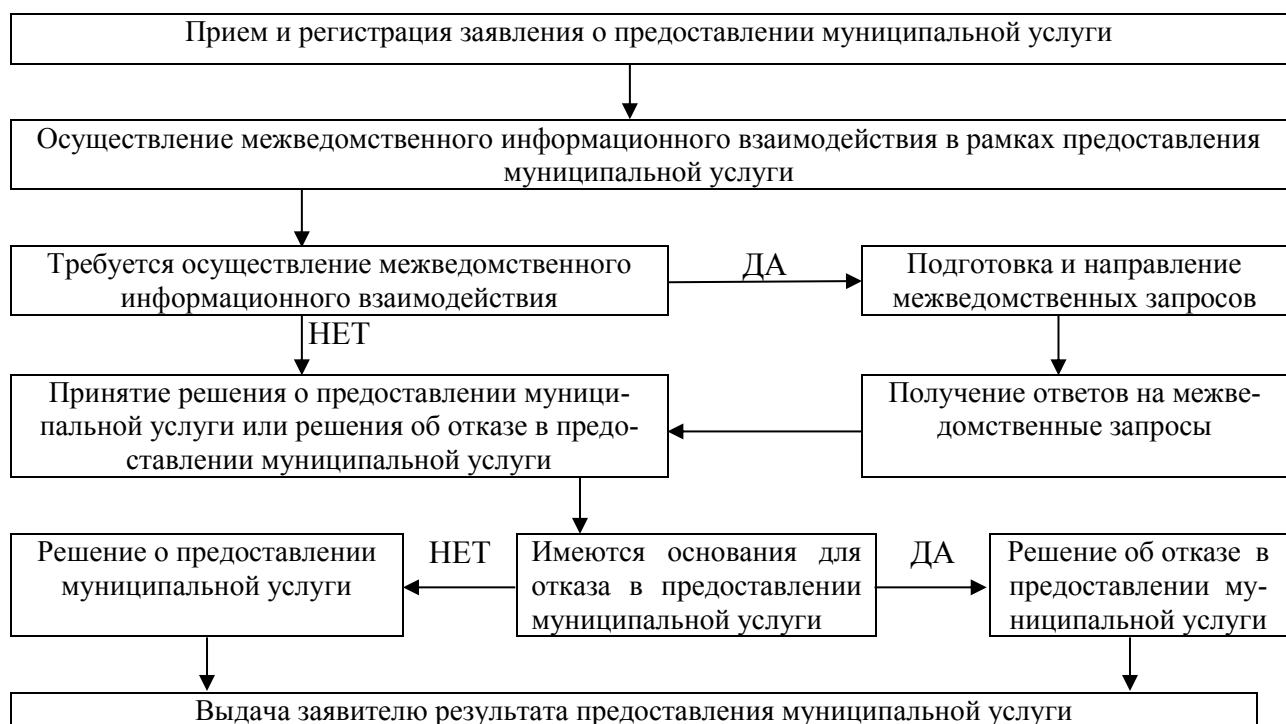 Прием и регистрация заявления о предоставлении муниципальной услуги
Осуществление межведомственного информационного взаимодействия в рамках предоставления
муниципальной услуги
Требуется осуществление межведомственного
информационного взаимодействия
ДА
Подготовка и направление
межведомственных запросов
НЕТ
Принятие решения о предоставлении муници-
пальной услуги или решения об отказе в предо-
ставлении муниципальной услуги
Получение ответов на межве-
домственные запросы
Решение о предоставлении
муниципальной услуги
НЕТ
Имеются основания для
отказа в предоставлении
муниципальной услуги
ДА
Решение об отказе в
предоставлении му-
ниципальной услуги
Выдача заявителю результата предоставления муниципальной услуги